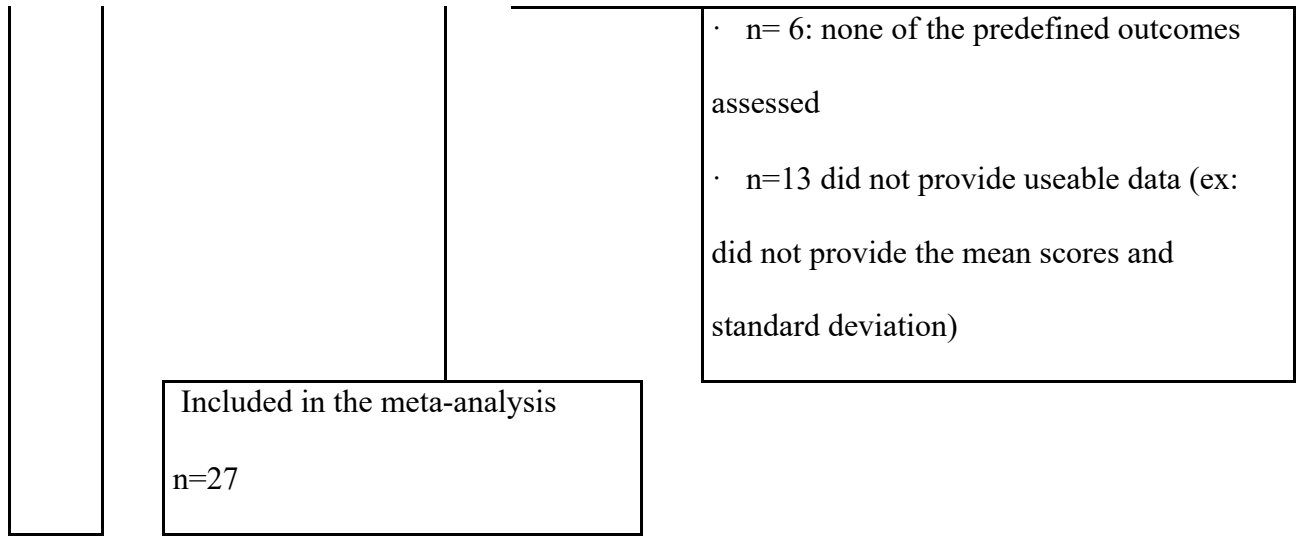 · n= 6: none of the predefined outcomes
assessed
· n=13 did not provide useable data (ex:
did not provide the mean scores and
standard deviation)
Included in the meta-analysis
n=27